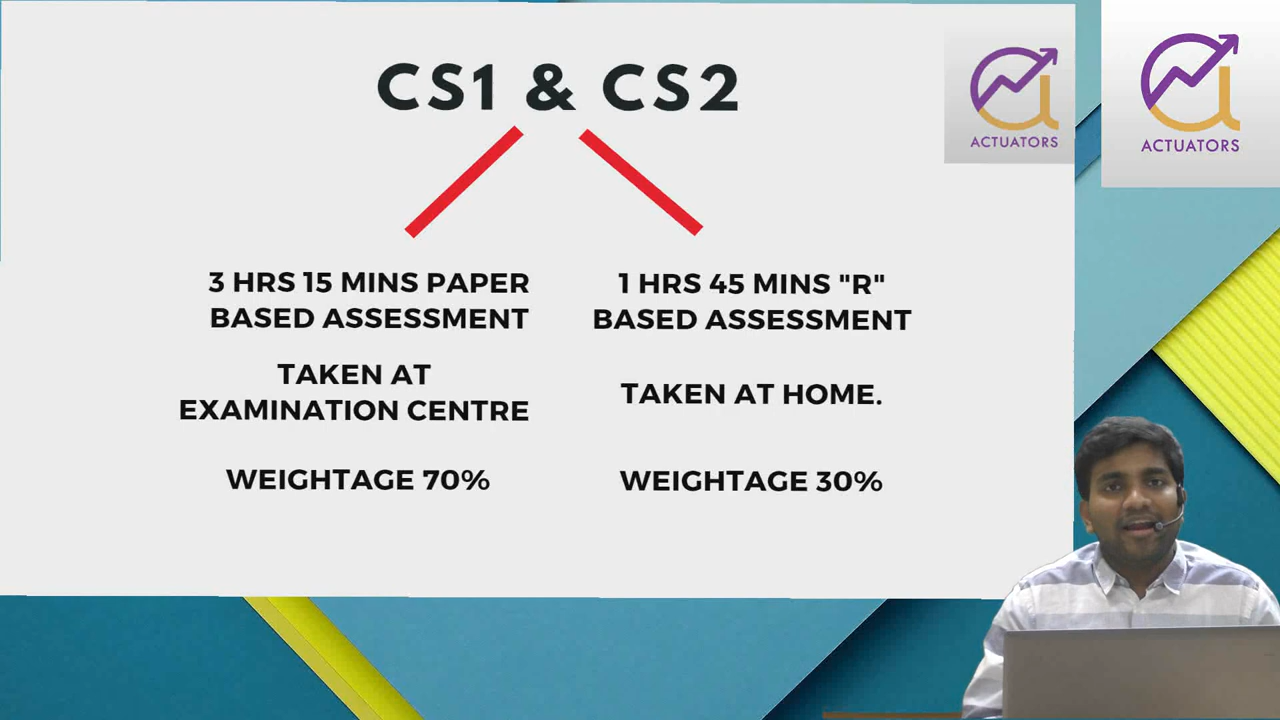 CS1 & CS2
ACTUATORS
ACTUATORS
3 HRS 15 MINS PAPER
BASED ASSESSMENT
TAKEN AT
EXAMINATION CENTRE
WEIGHTAGE 70%
1 HRS 45 MINS "R"
BASED ASSESSMENT
TAKEN AT HOME.
WEIGHTAGE 30%